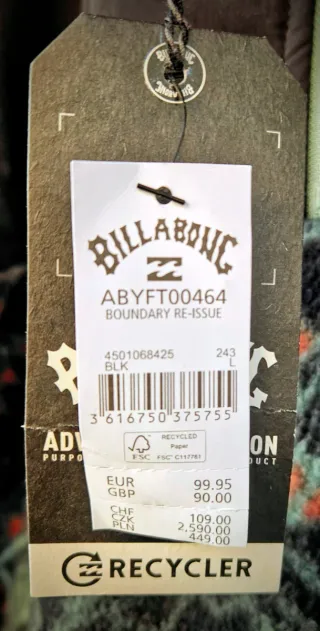 BILLABONG
BILLABONG
BILLABONG
ABYFT00464
BOUNDARY RE-ISSUE
4501068425 243
BLK L
3 616750 375755
RECYCLED
Paper
FSC FSC® C117761
EUR 99.95
GBP 90.00
CHF 109.00
CZK 2,590.00
PLN 449.00
RECYCLER